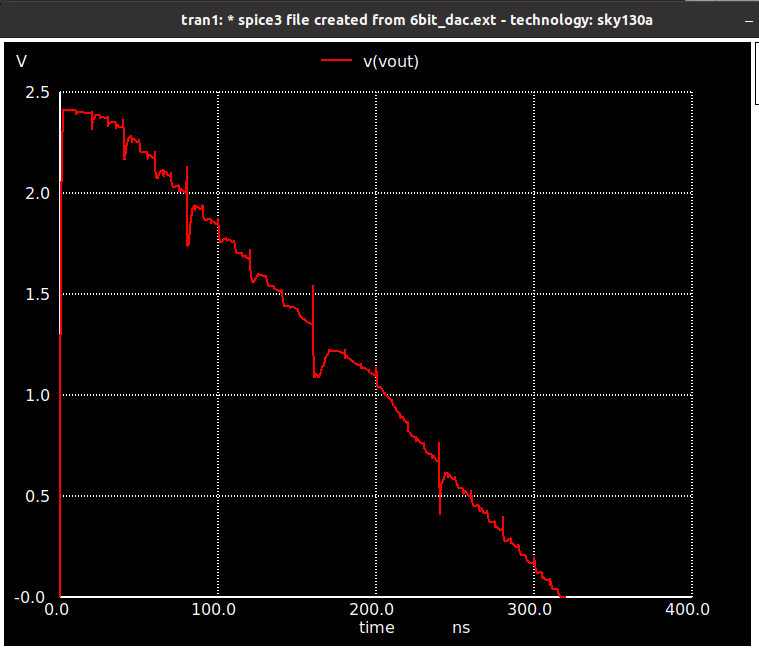 tran1: * spice3 file created from 6bit_dac.ext - technology: sky130a
V
v(vout)
2.5
2.0
1.5
1.0
0.5
-0.0
0.0 100.0 200.0 300.0 400.0
time ns